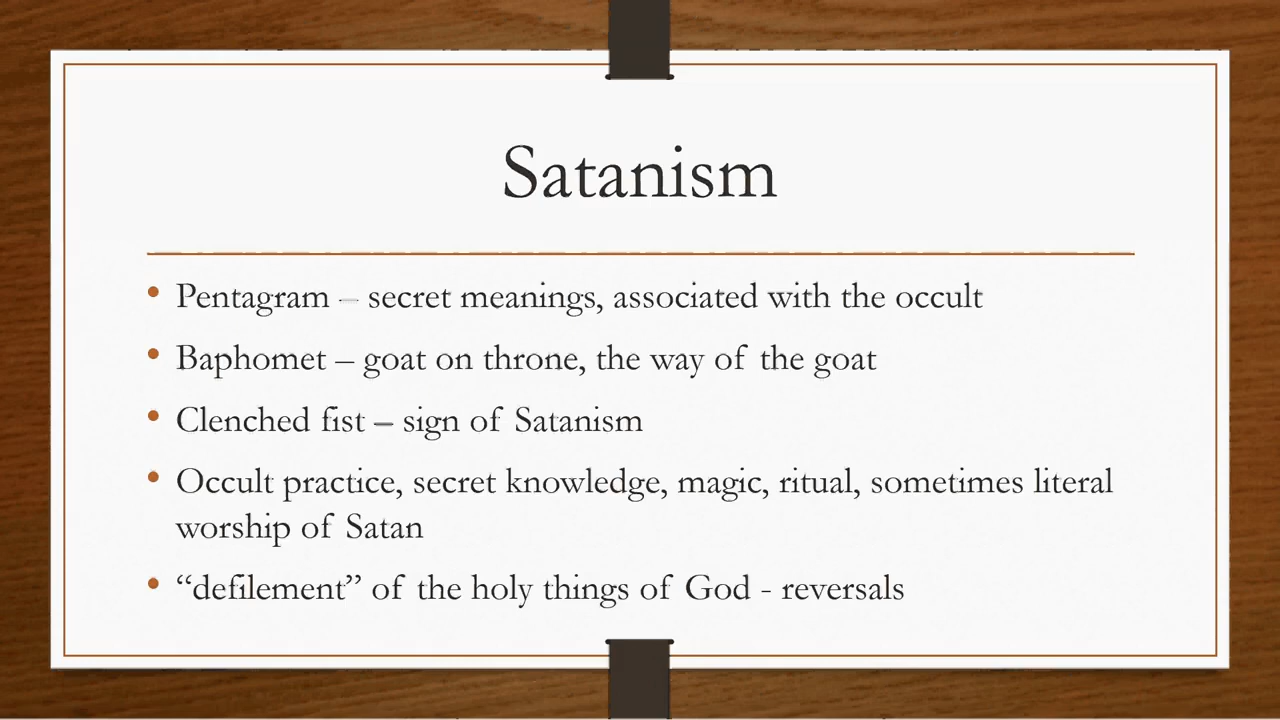 Satanism
• Pentagram – secret meanings, associated with the occult
• Baphomet – goat on throne, the way of the goat
• Clenched fist – sign of Satanism
• Occult practice, secret knowledge, magic, ritual, sometimes literal
worship of Satan
• “defilement” of the holy things of God - reversals